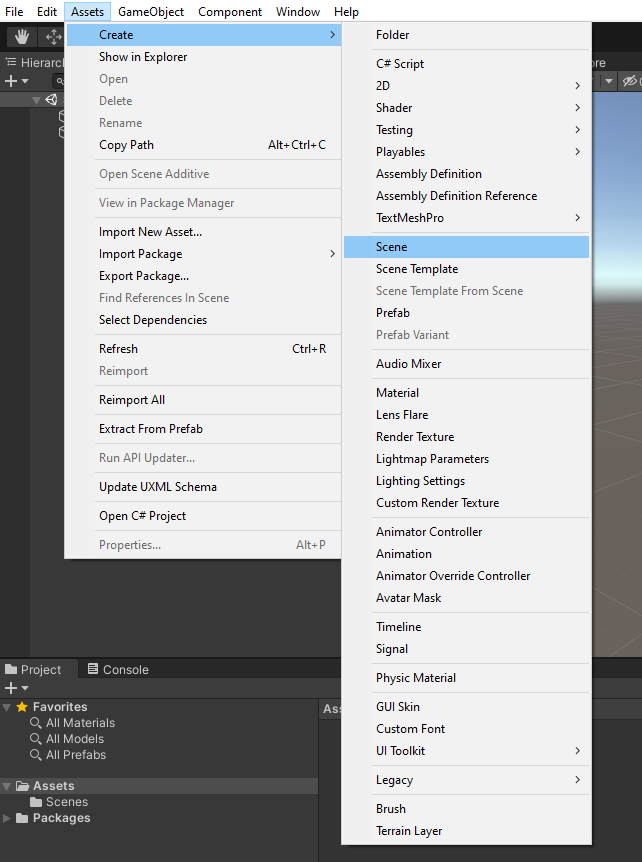 File Edit Assets GameObject Component Window Help
Create
Show in Explorer
Open
Delete
Rename
Copy Path Alt+Ctrl+C
Open Scene Additive
View in Package Manager
Import New Asset...
Import Package
Export Package...
Find References In Scene
Select Dependencies
Refresh Ctrl+R
Reimport
Reimport All
Extract From Prefab
Run API Updater...
Update UXML Schema
Open C# Project
Properties... Alt+P
Folder
C# Script
2D
Shader
Testing
Playables
Assembly Definition
Assembly Definition Reference
TextMeshPro
Scene
Scene Template
Scene Template From Scene
Prefab
Prefab Variant
Audio Mixer
Material
Lens Flare
Render Texture
Lightmap Parameters
Lighting Settings
Custom Render Texture
Animator Controller
Animation
Animator Override Controller
Avatar Mask
Timeline
Signal
Physic Material
GUI Skin
Custom Font
UI Toolkit
Legacy
Brush
Terrain Layer
Hierarc
ore
Project Console
Favorites
All Materials
All Models
All Prefabs
Assets
Scenes
Packages
Ass